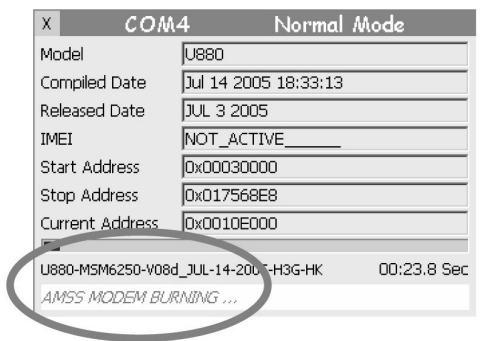 X COM4 Normal Mode
Model U880
Compiled Date Jul 14 2005 18:33:13
Released Date JUL 3 2005
IMEI NOT_ACTIVE______
Start Address 0x00030000
Stop Address 0x017568E8
Current Address 0x0010E000
U880-MSM6250-V08d_JUL-14-2005-H3G-HK 00:23.8 Sec
AMSS MODEM BURNING ...